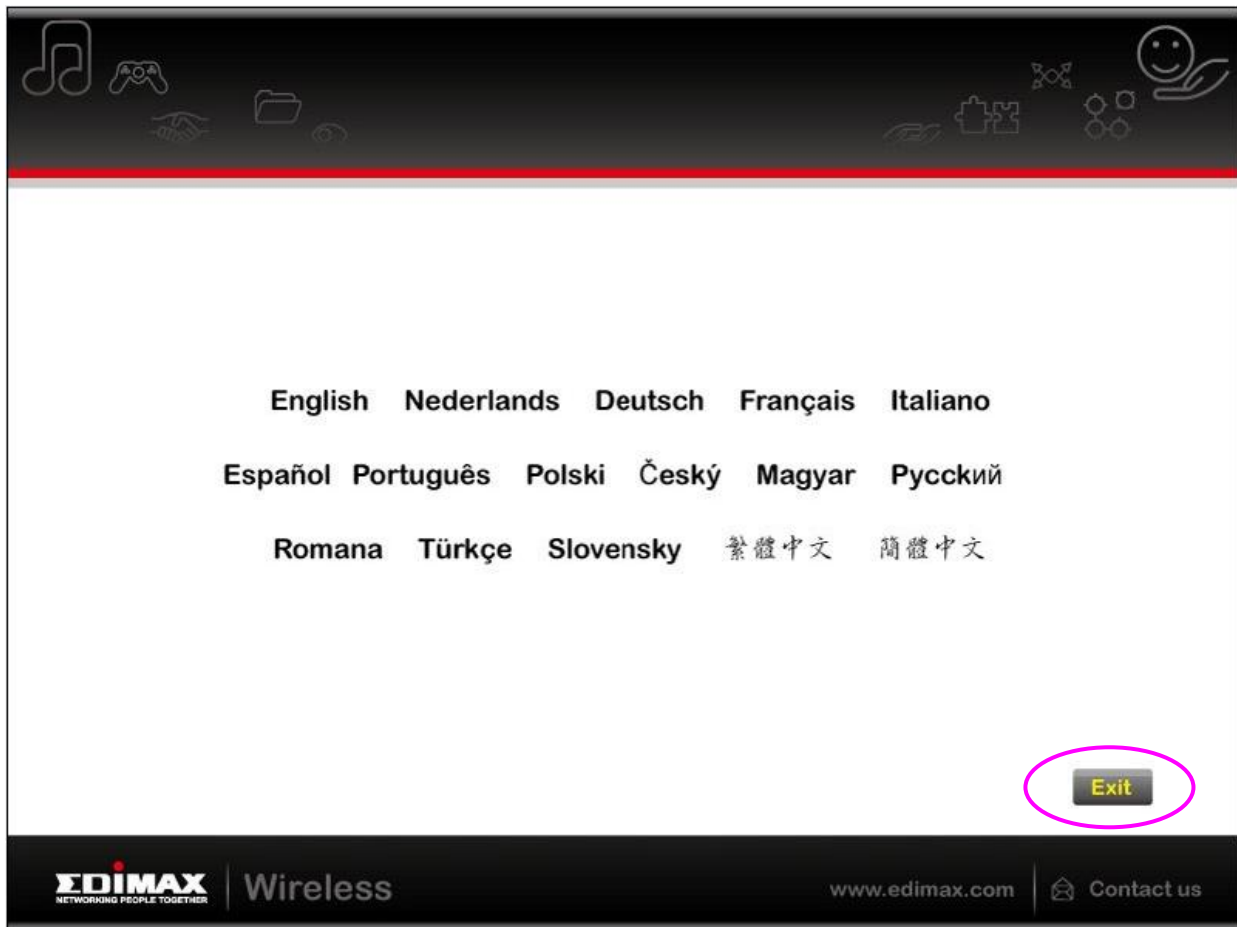 English Nederlands Deutsch Français Italiano
Español Português Polski Český Magyar Русский
Romana Türkçe Slovensky 繁體中文 簡體中文
Exit
EDIMAX
NETWORKING PEOPLE TOGETHER
Wireless
www.edimax.com
Contact us